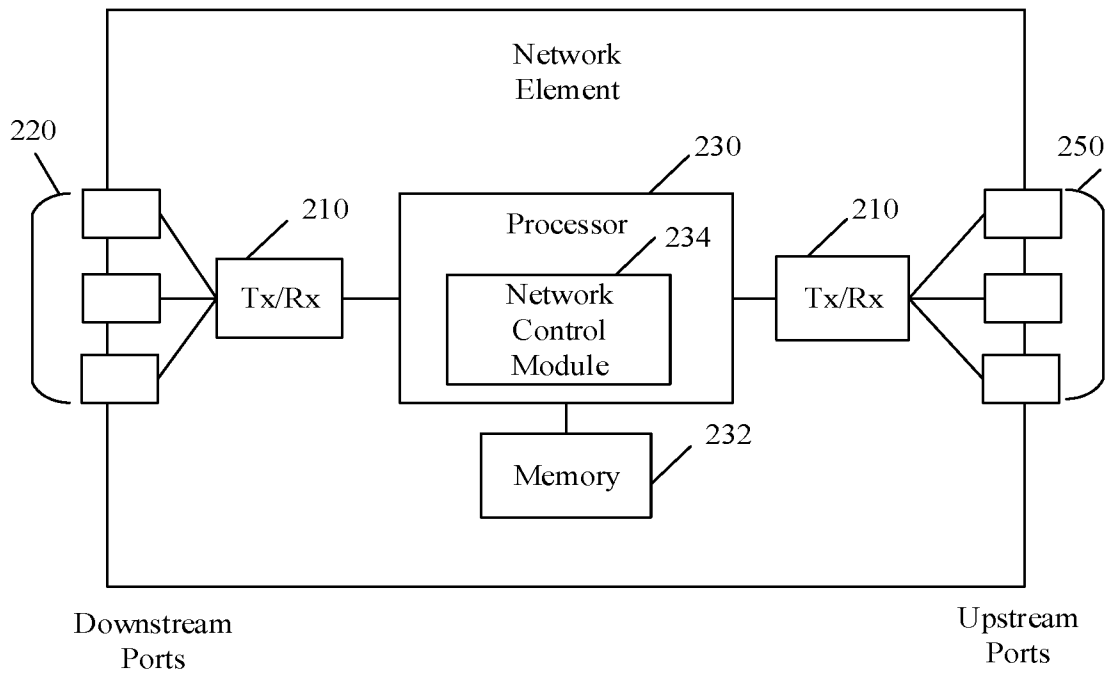 Network
Element
220
230
250
210
Processor
210
234
Tx/Rx
Network
Control
Module
Tx/Rx
232
Memory
Downstream
Ports
Upstream
Ports